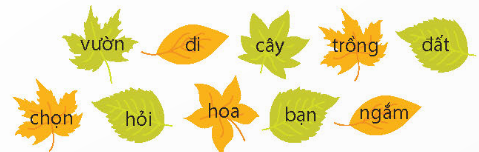 vườn đi cây trồng đất
chọn hỏi hoa bạn ngắm